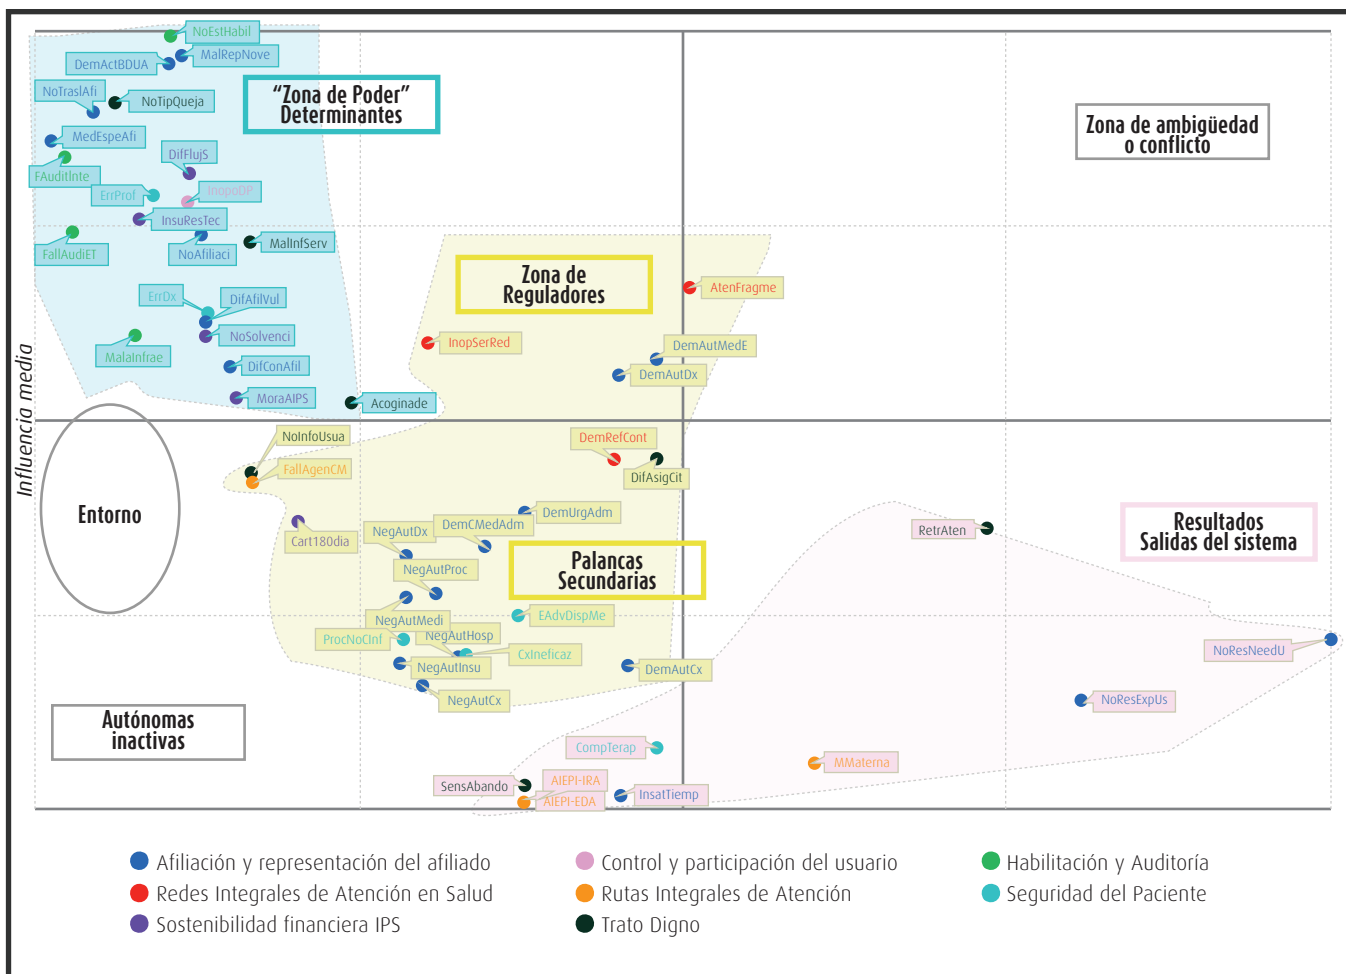 NoEstHabil
MalRepNove
DemActBDUA
NoTraslAfi
NoTipQueja
“Zona de Poder”
Determinantes
Zona de ambigüedad
o conflicto
MedEspeAfi
DifFlujS
FAuditInte
ErrProf
InopoDP
InsuResTec
FallAudiET
NoAfiliaci
MalInfServ
Zona de
Reguladores
AtenFragme
ErrDx
DifAfilVul
NoSolvenci
InopSerRed
MalaInfrae
DemAutMedE
DifConAfil
DemAutDx
MoraAIPS
Acoginade
Influencia media
NoInfoUsua
DemRefCont
FallAgenCM
DifAsigCit
Entorno
DemUrgAdm
NegAutDx
DemCMedAdm
Cart180dia
RetrAten
Resultados
Salidas del sistema
NegAutProc
Palancas
Secundarias
NegAutMedi
EAdvDispMe
ProcNoCInf
NegAutHosp
CxIneficaz
NegAutInsu
DemAutCx
NoResNeedU
NegAutCx
NoResExpUs
Autónomas
inactivas
CompTerap
MMaterna
SensAbando
AIEPI-IRA
AIEPI-EDA
InsatTiemp
Afiliación y representación del afiliado
Control y participación del usuario
Habilitación y Auditoría
Redes Integrales de Atención en Salud
Rutas Integrales de Atención
Seguridad del Paciente
Sostenibilidad financiera IPS
Trato Digno